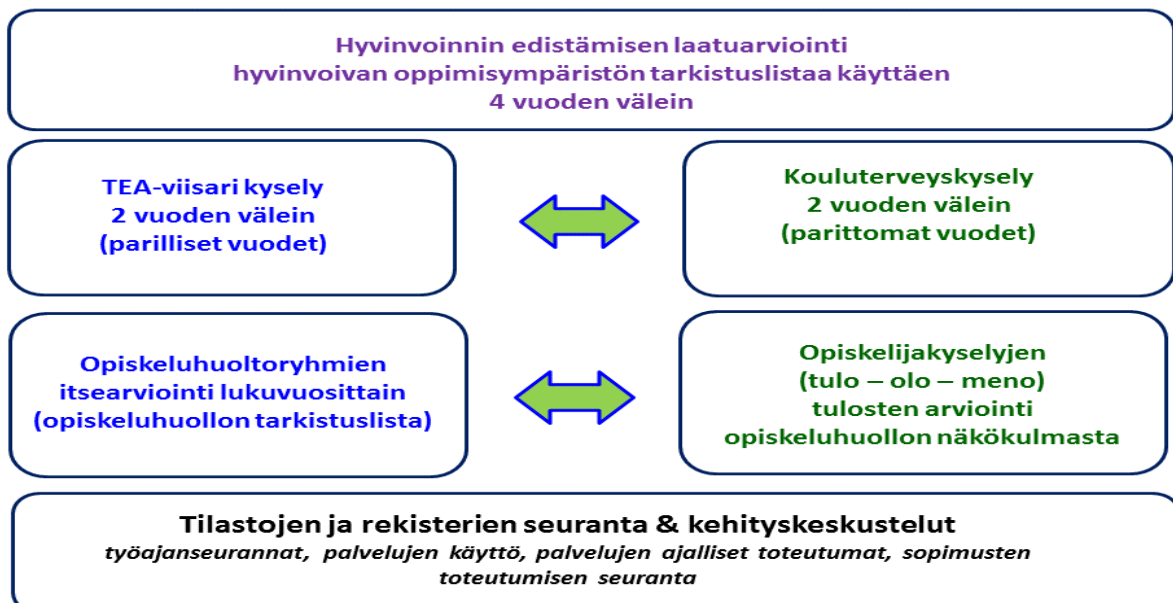 Hyvinvoinnin edistämisen laatuarviointi
hyvinvoivan oppimisympäristön tarkistuslistaa käyttäen
4 vuoden välein
TEA-viisari kysely
2 vuoden välein
(parilliset vuodet)
Kouluterveyskysely
2 vuoden välein
(parittomat vuodet)
Opiskeluhuoltoryhmien
itsearviointi lukuvuosittain
(opiskeluhuollon tarkistuslista)
Opiskelijakyselyjen
(tulo – olo – meno)
tulosten arviointi
opiskeluhuollon näkökulmasta
Tilastojen ja rekisterien seuranta & kehityskeskustelut
työajanseurannat, palvelujen käyttö, palvelujen ajalliset toteutumat, sopimusten
toteutumisen seuranta